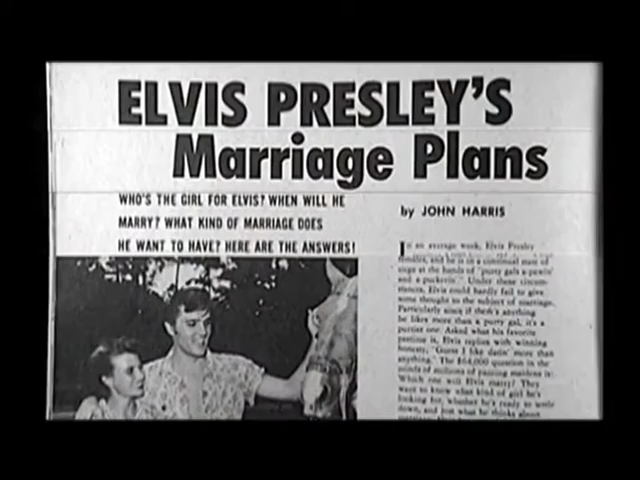 ELVIS PRESLEY'S
Marriage Plans
WHO'S THE GIRL FOR ELVIS? WHEN WILL HE
MARRY? WHAT KIND OF MARRIAGE DOES
HE WANT TO HAVE? HERE ARE THE ANSWERS!
by JOHN HARRIS
In an average week, Elvis Presley
and he is in a continual state of
siege at the hands of "purty gals a-pawin'
and a-puckerin'." Under these circum-
stances, Elvis could hardly fail to give
some thought to the subject of marriage.
Particularly since if there's anything
he likes more than a purty gal, it's a
purtier one. Asked what his favorite
pastime is, Elvis replies with winning
honesty, "Guess I like datin' more than
anything." The $64,000 question in the
minds of millions of panting maidens is:
Which one will Elvis marry? They
want to know what kind of girl he's
looking for, whether he's ready to settle
down, and just what he thinks about